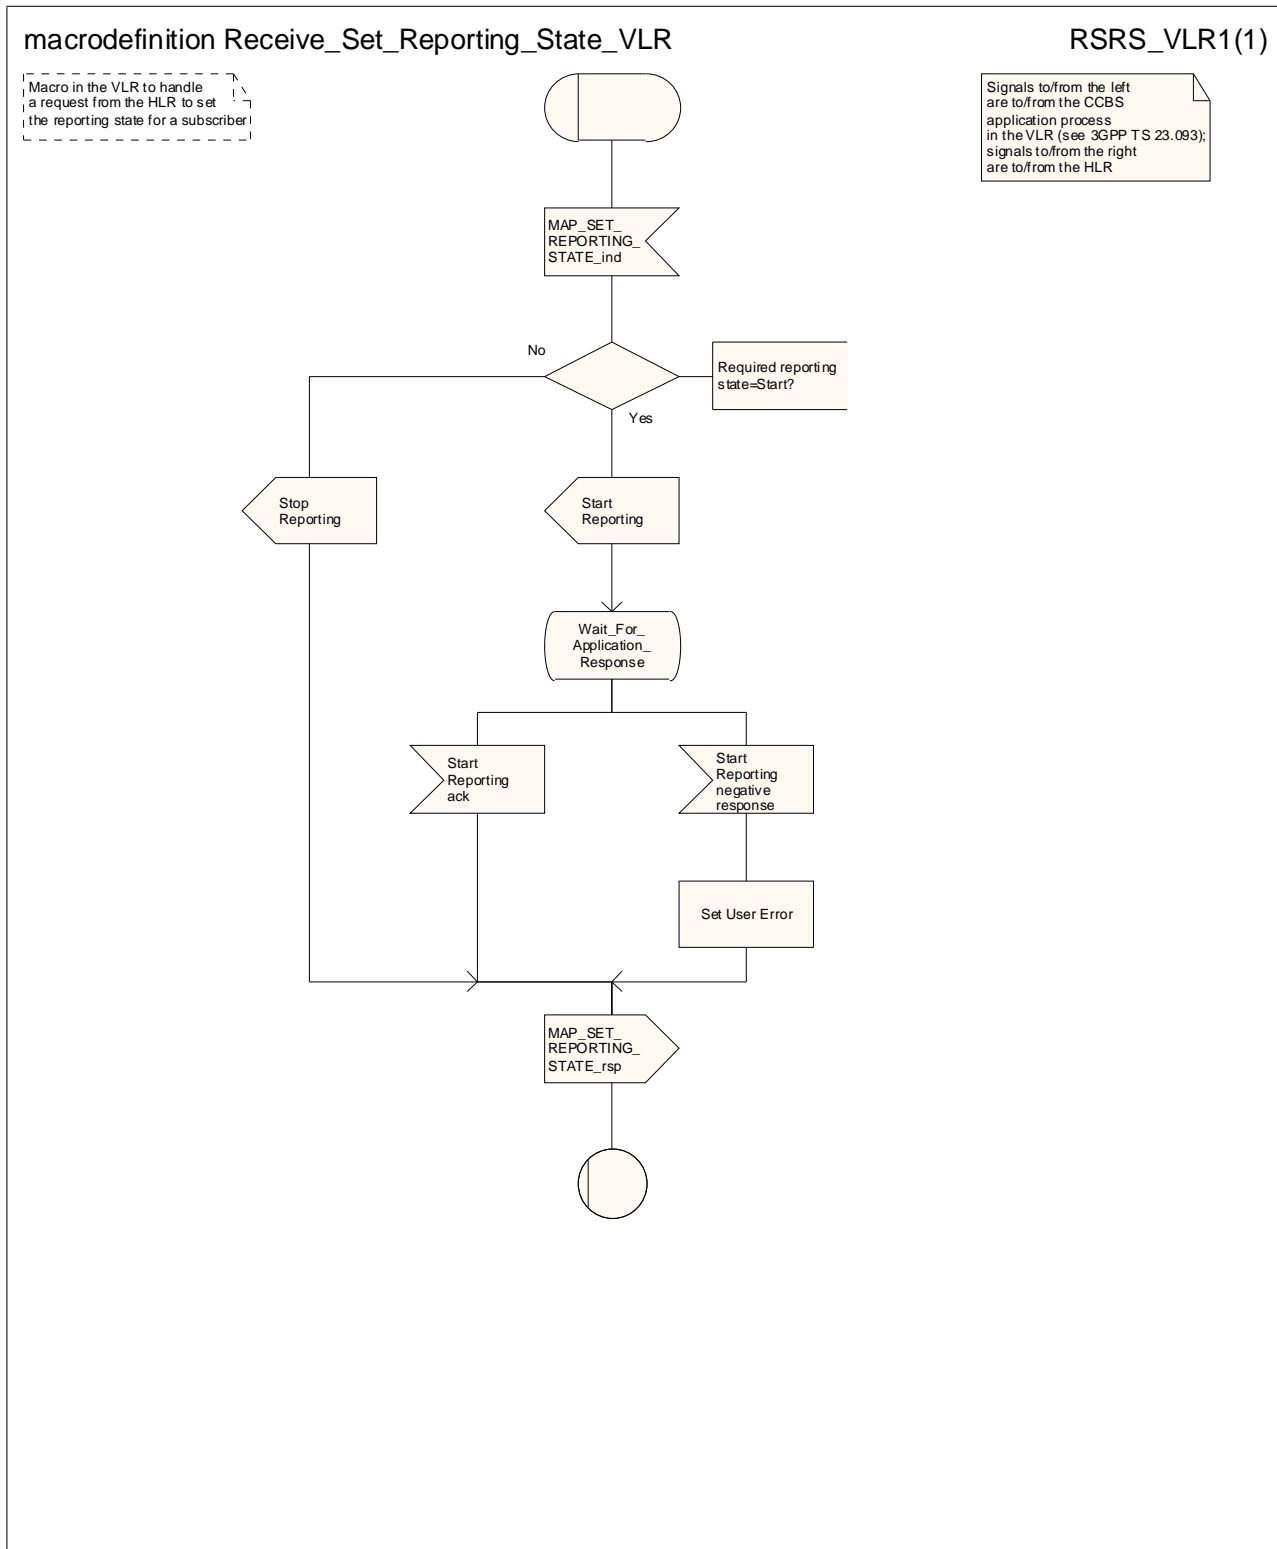 macrodefinition Receive_Set_Reporting_State_VLR
RSRS_VLR1(1)
Macro in the VLR to handle
a request from the HLR to set
the reporting state for a subscriber
Signals to/from the left
are to/from the CCBS
application process
in the VLR (see 3GPP TS 23.093);
signals to/from the right
are to/from the HLR
MAP_SET_
REPORTING_
STATE_ind
No
Required reporting
state=Start?
Yes
Stop
Reporting
Start
Reporting
Wait_For_
Application_
Response
Start
Reporting
ack
Start
Reporting
negative
response
Set User Error
MAP_SET_
REPORTING_
STATE_rsp